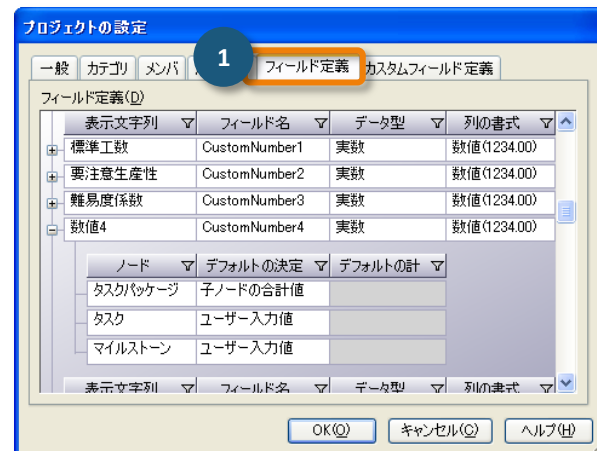 プロジェクトの設定
一般 カテゴリ メンバ 1 フィールド定義 カスタムフィールド定義
フィールド定義(D)
表示文字列 フィールド名 データ型 列の書式
標準工数 CustomNumber1 実数 数値(1234.00)
要注意生産性 CustomNumber2 実数 数値(1234.00)
難易度係数 CustomNumber3 実数 数値(1234.00)
数値4 CustomNumber4 実数 数値(1234.00)
ノード デフォルトの決定 デフォルトの計
タスクパッケージ 子ノードの合計値
タスク ユーザー入力値
マイルストーン ユーザー入力値
表示文字列 フィールド名 データ型 列の書式
OK(O) キャンセル(C) ヘルプ(H)